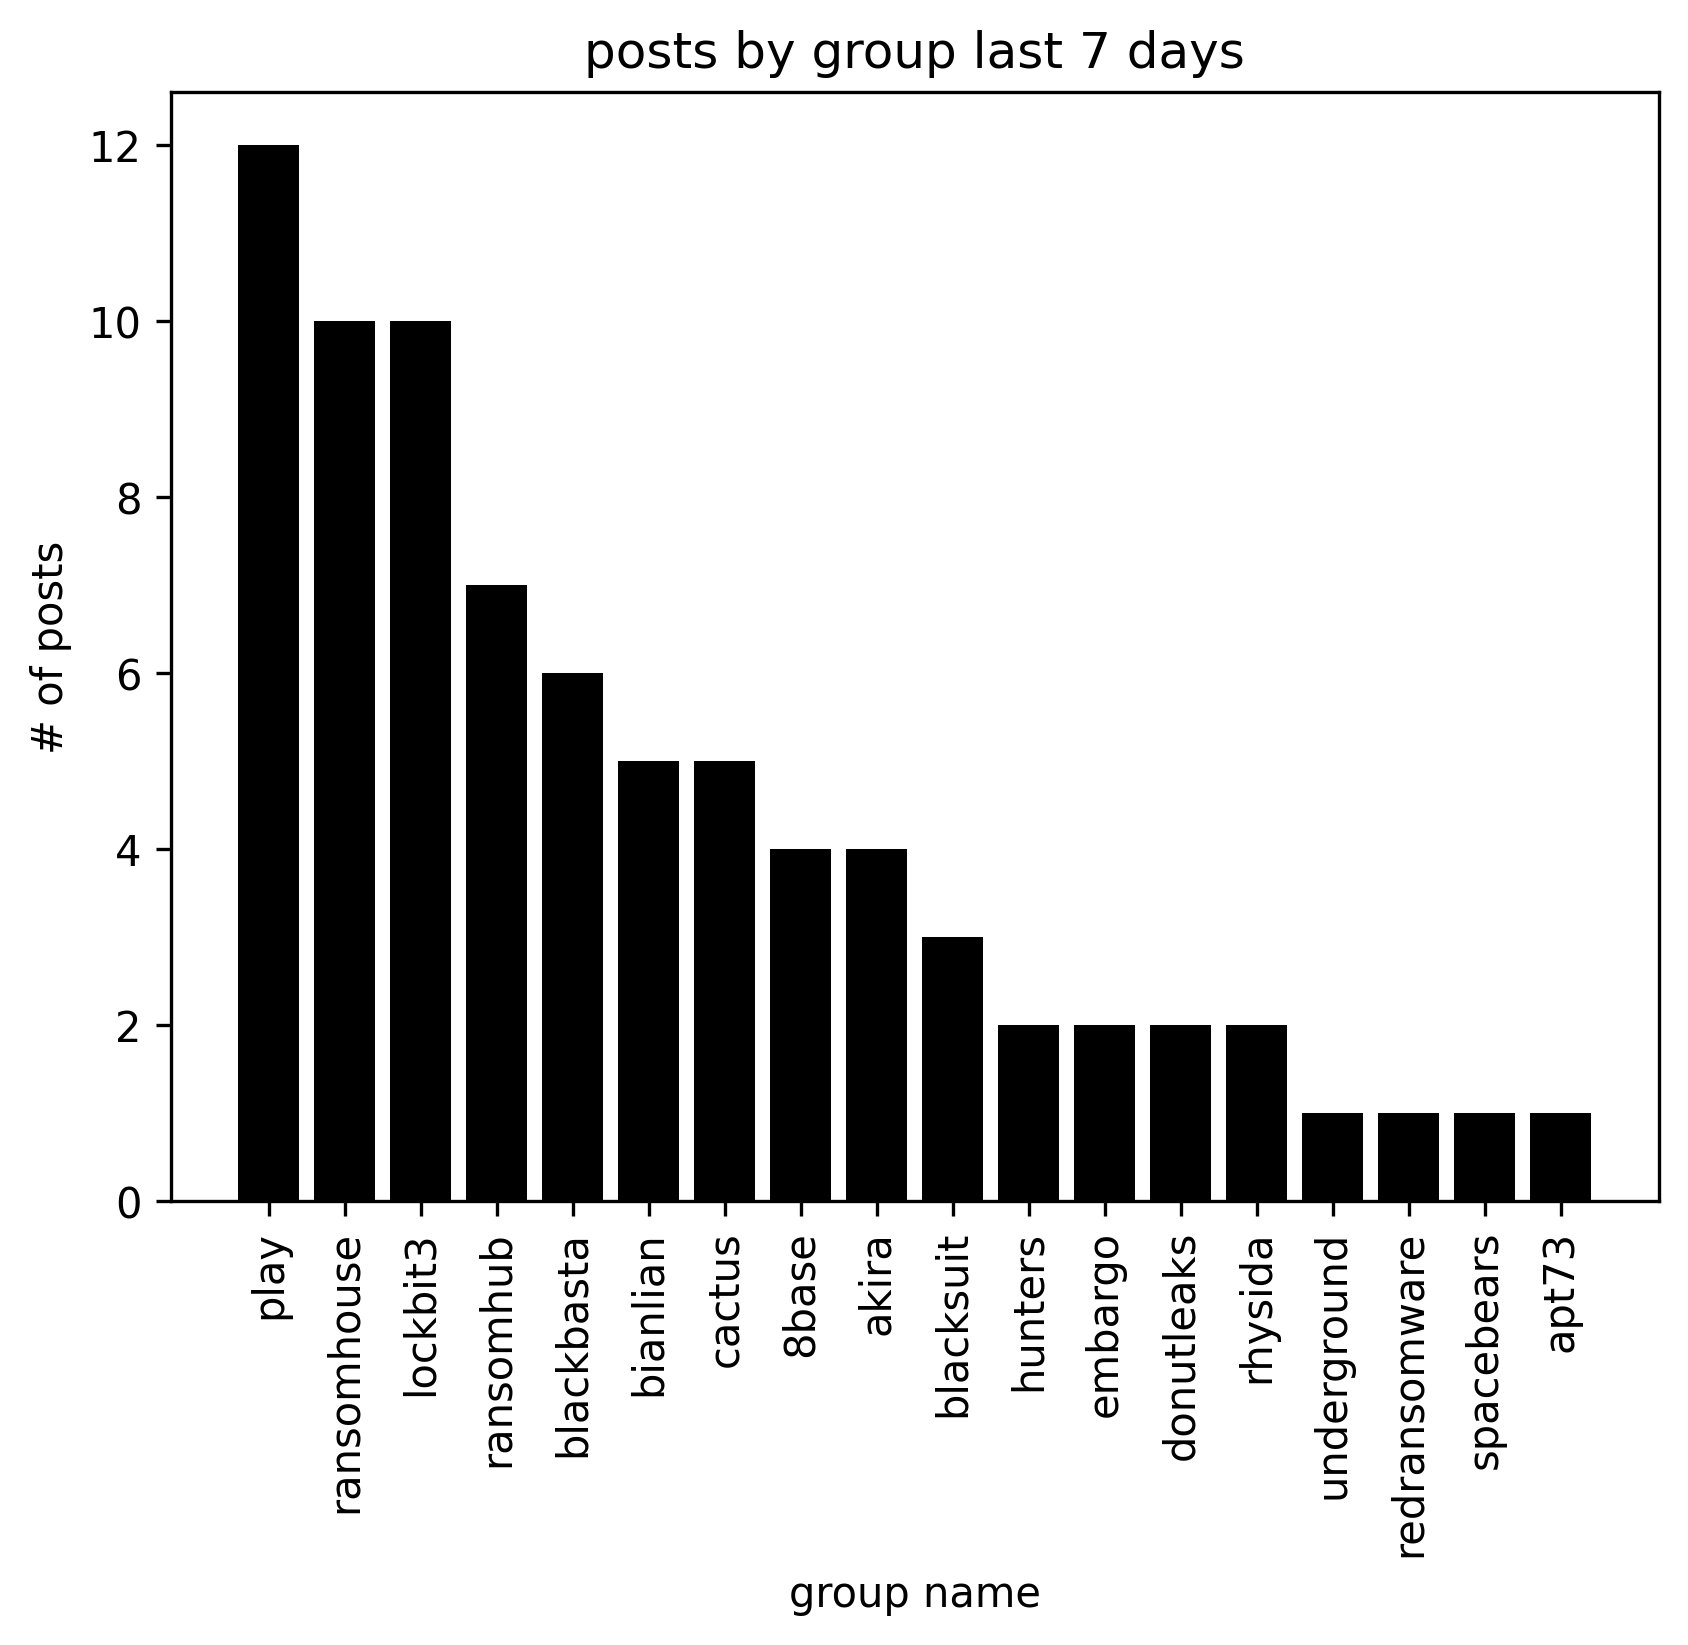 posts by group last 7 days
12
10
8
6
4
2
0
# of posts
play
ransomhouse
lockbit3
ransomhub
blackbasta
bianlian
cactus
8base
akira
blacksuit
hunters
embargo
donutleaks
rhysida
underground
redransomware
spacebears
apt73
group name